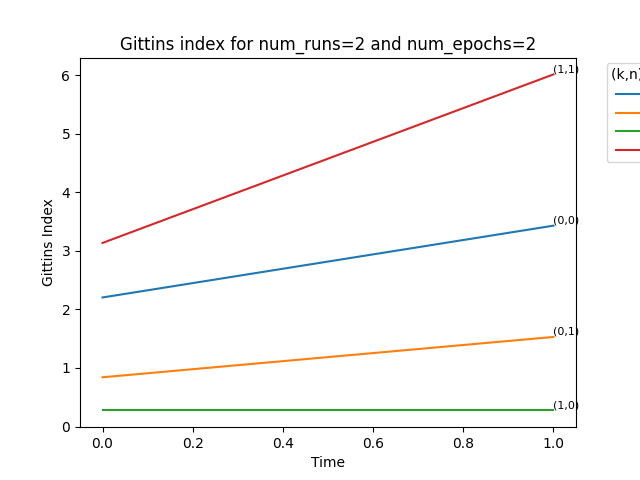 Gittins index for num_runs=2 and num_epochs=2
(k,n)
(1,1)
(0,0)
(0,1)
(1,0)
6
5
4
3
2
1
0
Gittins Index
0.0 0.2 0.4 0.6 0.8 1.0
Time